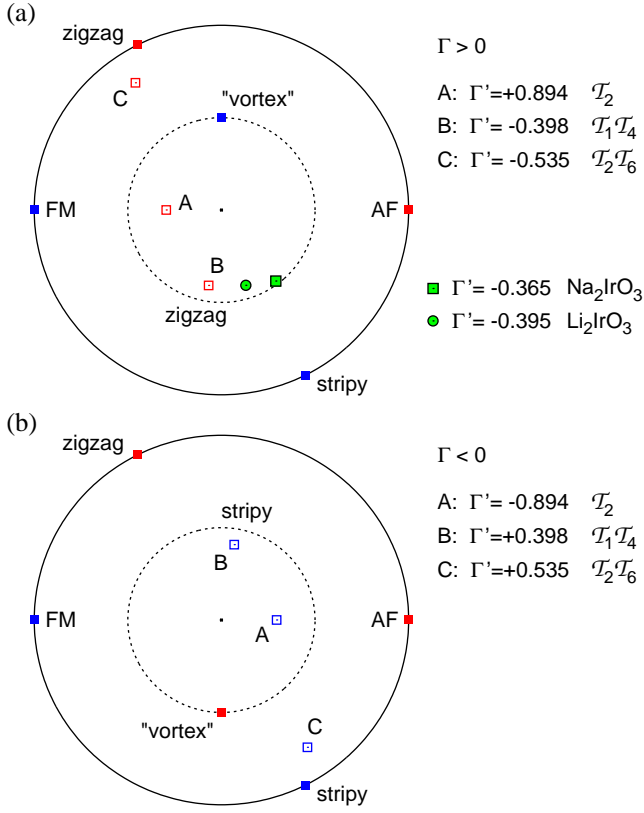 (a)
zigzag
Γ > 0
C
"vortex"
A: Γ'=+0.894 𝒯₂
B: Γ'= -0.398 𝒯₁𝒯₄
C: Γ'= -0.535 𝒯₂𝒯₆
FM
A
AF
B
zigzag
Γ'= -0.365 Na₂IrO₃
Γ'= -0.395 Li₂IrO₃
stripy
(b)
zigzag
Γ < 0
stripy
A: Γ'= -0.894 𝒯₂
B
B: Γ'=+0.398 𝒯₁𝒯₄
C: Γ'=+0.535 𝒯₂𝒯₆
FM
A
AF
"vortex"
C
stripy